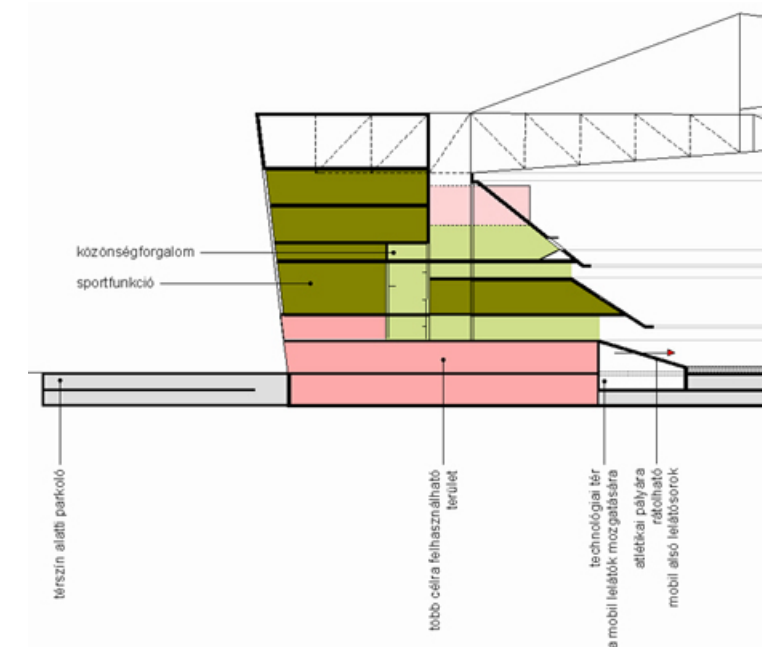 közönségforgalom
sportfunkció
térszín alatti parkoló
több célra felhasználható
terület
technológiai tér
a mobil lelátók mozgatására
atlétikai pályára
rátolható
mobil alsó lelátósorok